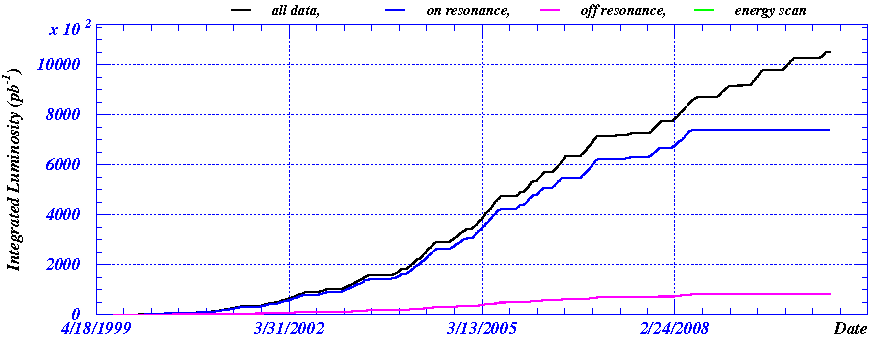 all data, on resonance, off resonance, energy scan
x 10 2
10000
8000
6000
4000
2000
0
Integrated Luminosity (pb-1)
4/18/1999 3/31/2002 3/13/2005 2/24/2008 Date